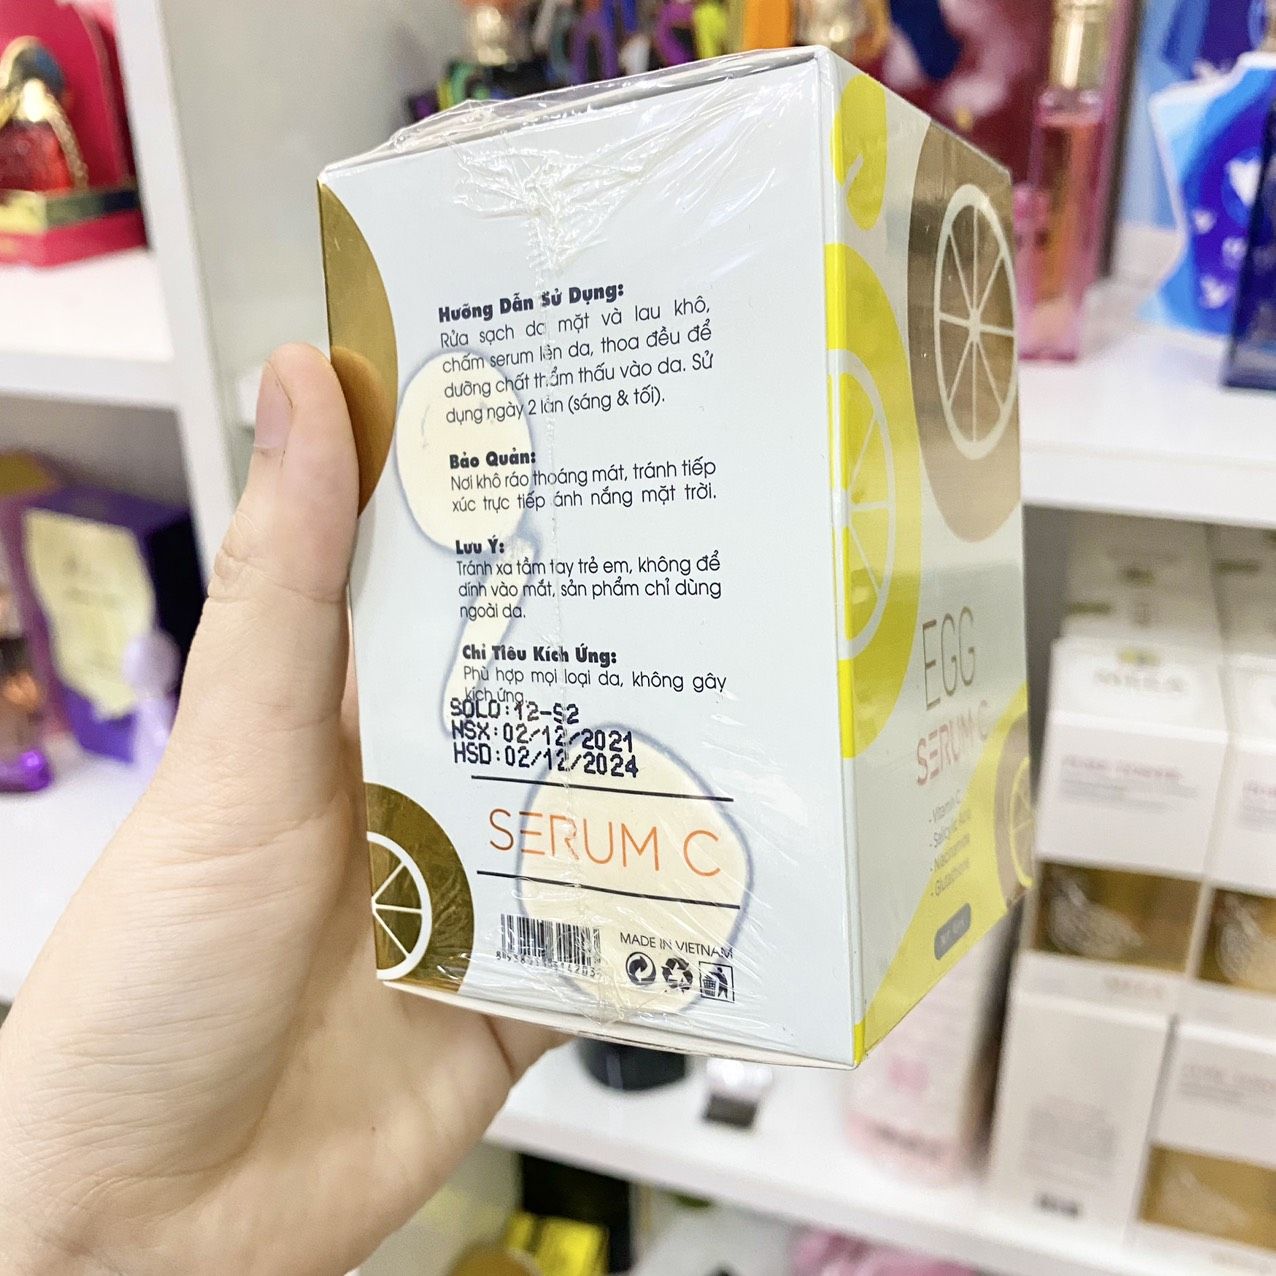 Hướng Dẫn Sử Dụng:
Rửa sạch da mặt và lau khô,
chấm serum lên da, thoa đều để
dưỡng chất thẩm thấu vào da. Sử
dụng ngày 2 lần (sáng & tối).
Bảo Quản:
Nơi khô ráo thoáng mát, tránh tiếp
xúc trực tiếp ánh nắng mặt trời.
Lưu Ý:
Tránh xa tầm tay trẻ em, không để
dính vào mắt, sản phẩm chỉ dùng
ngoài da.
Chỉ Tiêu Kích Ứng:
Phù hợp mọi loại da, không gây
kích ứng
SOLO:12-S2
NSX:02/12/2021
HSD:02/12/2024
SERUM C
MADE IN VIETNAM
EGG
SERUM C
- Vitamin C
- Salicylic Acid
- Niacinamide
- Glutathione